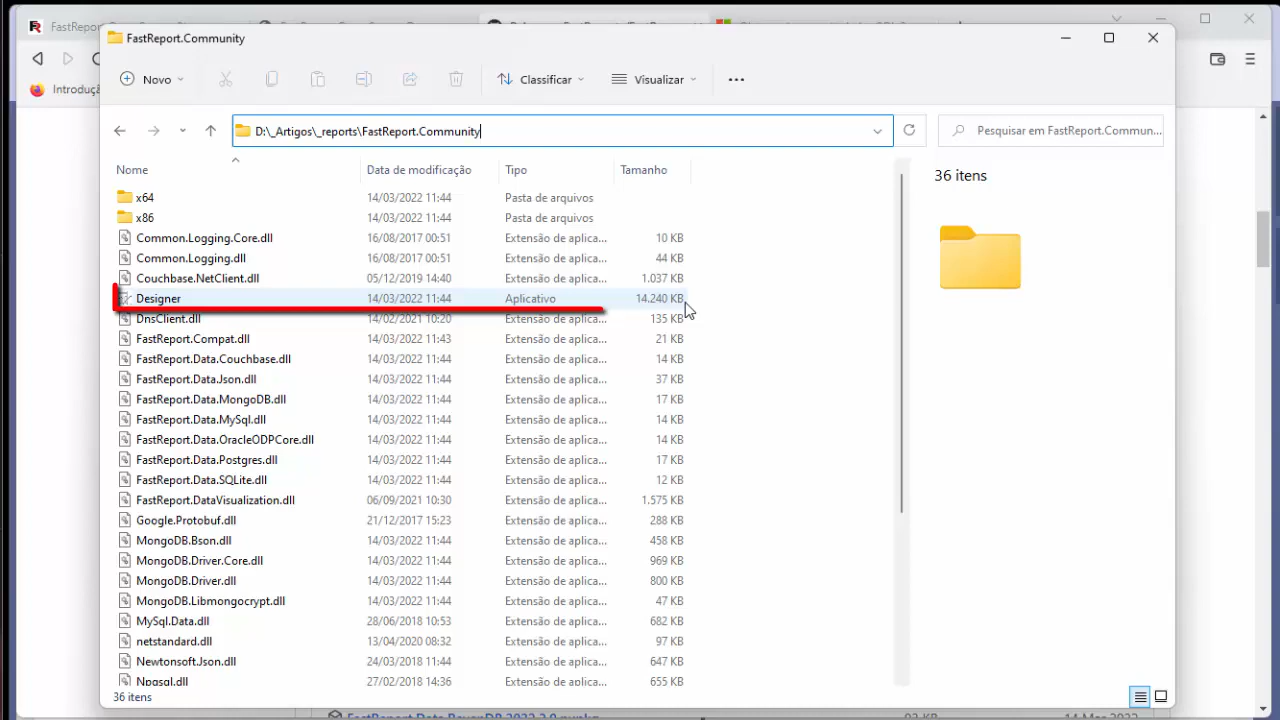 FastReport
FastReport.Community
Introduçã
Novo
Classificar
Visualizar
D:\_Artigos\_reports\FastReport.Community
Pesquisar em FastReport.Commun...
Nome Data de modificação Tipo Tamanho
36 itens
x64 14/03/2022 11:44 Pasta de arquivos
x86 14/03/2022 11:44 Pasta de arquivos
Common.Logging.Core.dll 16/08/2017 00:51 Extensão de aplica... 10 KB
Common.Logging.dll 16/08/2017 00:51 Extensão de aplica... 44 KB
Couchbase.NetClient.dll 05/12/2019 14:40 Extensão de aplica... 1.037 KB
Designer 14/03/2022 11:44 Aplicativo 14.240 KB
DnsClient.dll 14/02/2021 10:20 Extensão de aplica... 135 KB
FastReport.Compat.dll 14/03/2022 11:43 Extensão de aplica... 21 KB
FastReport.Data.Couchbase.dll 14/03/2022 11:44 Extensão de aplica... 14 KB
FastReport.Data.Json.dll 14/03/2022 11:44 Extensão de aplica... 37 KB
FastReport.Data.MongoDB.dll 14/03/2022 11:44 Extensão de aplica... 17 KB
FastReport.Data.MySql.dll 14/03/2022 11:44 Extensão de aplica... 14 KB
FastReport.Data.OracleODPCore.dll 14/03/2022 11:44 Extensão de aplica... 14 KB
FastReport.Data.Postgres.dll 14/03/2022 11:44 Extensão de aplica... 17 KB
FastReport.Data.SQLite.dll 14/03/2022 11:44 Extensão de aplica... 12 KB
FastReport.DataVisualization.dll 06/09/2021 10:30 Extensão de aplica... 1.575 KB
Google.Protobuf.dll 21/12/2017 15:23 Extensão de aplica... 288 KB
MongoDB.Bson.dll 14/03/2022 11:44 Extensão de aplica... 458 KB
MongoDB.Driver.Core.dll 14/03/2022 11:44 Extensão de aplica... 969 KB
MongoDB.Driver.dll 14/03/2022 11:44 Extensão de aplica... 800 KB
MongoDB.Libmongocrypt.dll 14/03/2022 11:44 Extensão de aplica... 47 KB
MySql.Data.dll 28/06/2018 10:53 Extensão de aplica... 682 KB
netstandard.dll 13/04/2020 08:32 Extensão de aplica... 97 KB
Newtonsoft.Json.dll 24/03/2018 11:44 Extensão de aplica... 647 KB
Npgsql.dll 27/02/2018 14:36 Extensão de aplica... 655 KB
36 itens